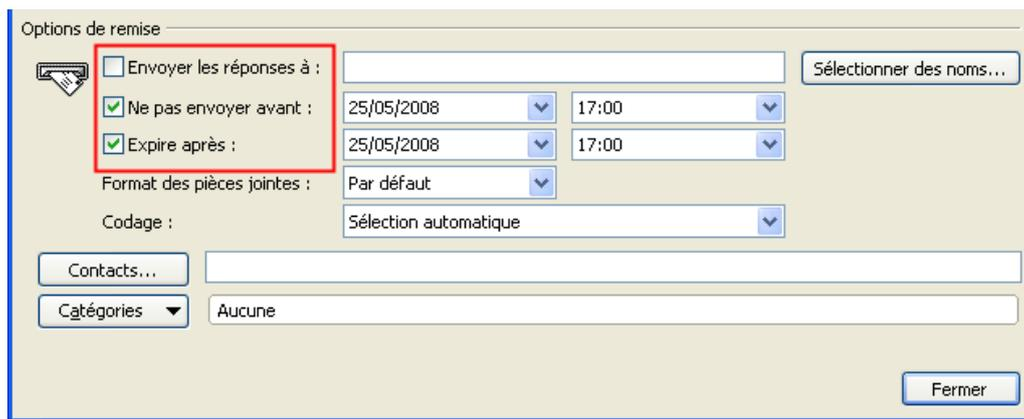 Options de remise
Envoyer les réponses à : Sélectionner des noms...
Ne pas envoyer avant : 25/05/2008 17:00
Expire après : 25/05/2008 17:00
Format des pièces jointes : Par défaut
Codage : Sélection automatique
Contacts...
Catégories Aucune
Fermer